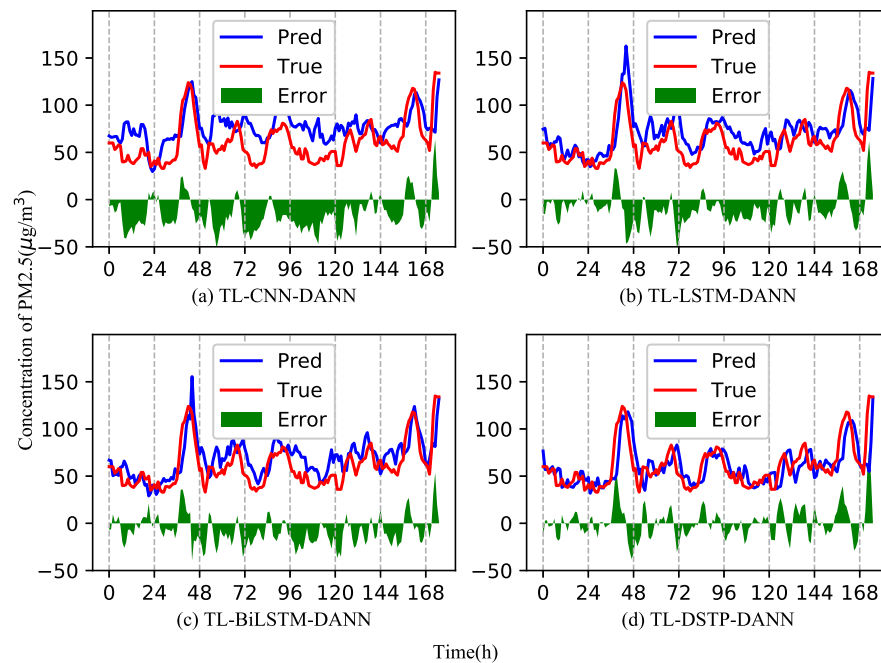 Concentration of PM2.5(μg/m³)
150
100
50
0
−50
Pred
True
Error
0 24 48 72 96 120 144 168
(a) TL-CNN-DANN
150
100
50
0
−50
Pred
True
Error
0 24 48 72 96 120 144 168
(b) TL-LSTM-DANN
150
100
50
0
−50
Pred
True
Error
0 24 48 72 96 120 144 168
(c) TL-BiLSTM-DANN
150
100
50
0
−50
Pred
True
Error
0 24 48 72 96 120 144 168
(d) TL-DSTP-DANN
Time(h)